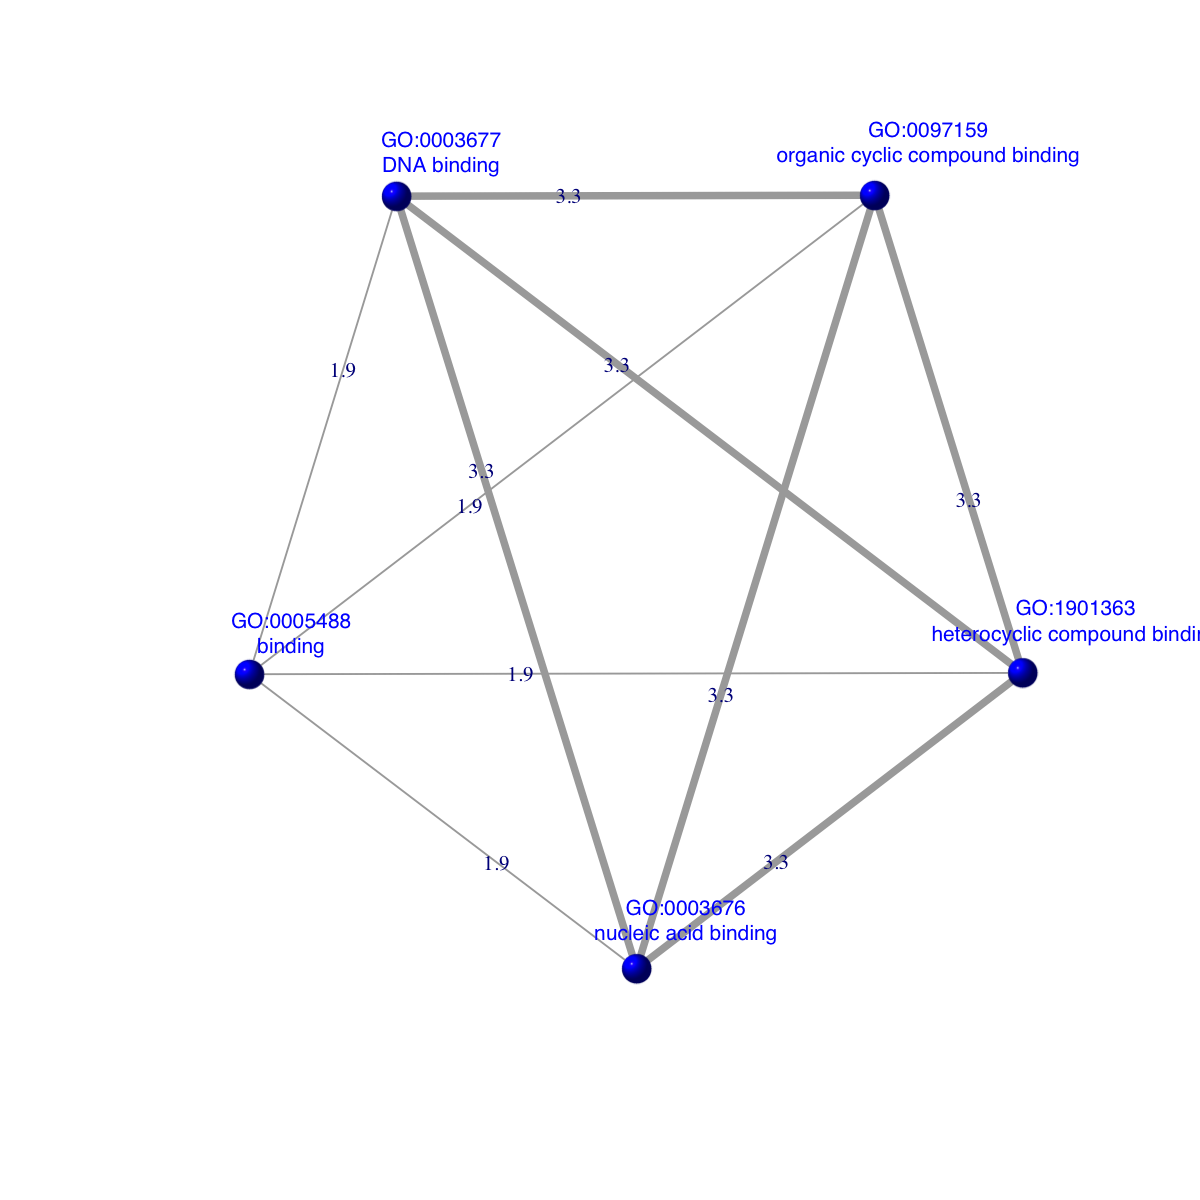 GO:0003677
DNA binding
GO:0097159
organic cyclic compound binding
3.3
3.3
1.9
3.3
3.3
1.9
GO:0005488
binding
GO:1901363
heterocyclic compound
1.9
3.3
1.9
3.3
GO:0003676
nucleic acid binding